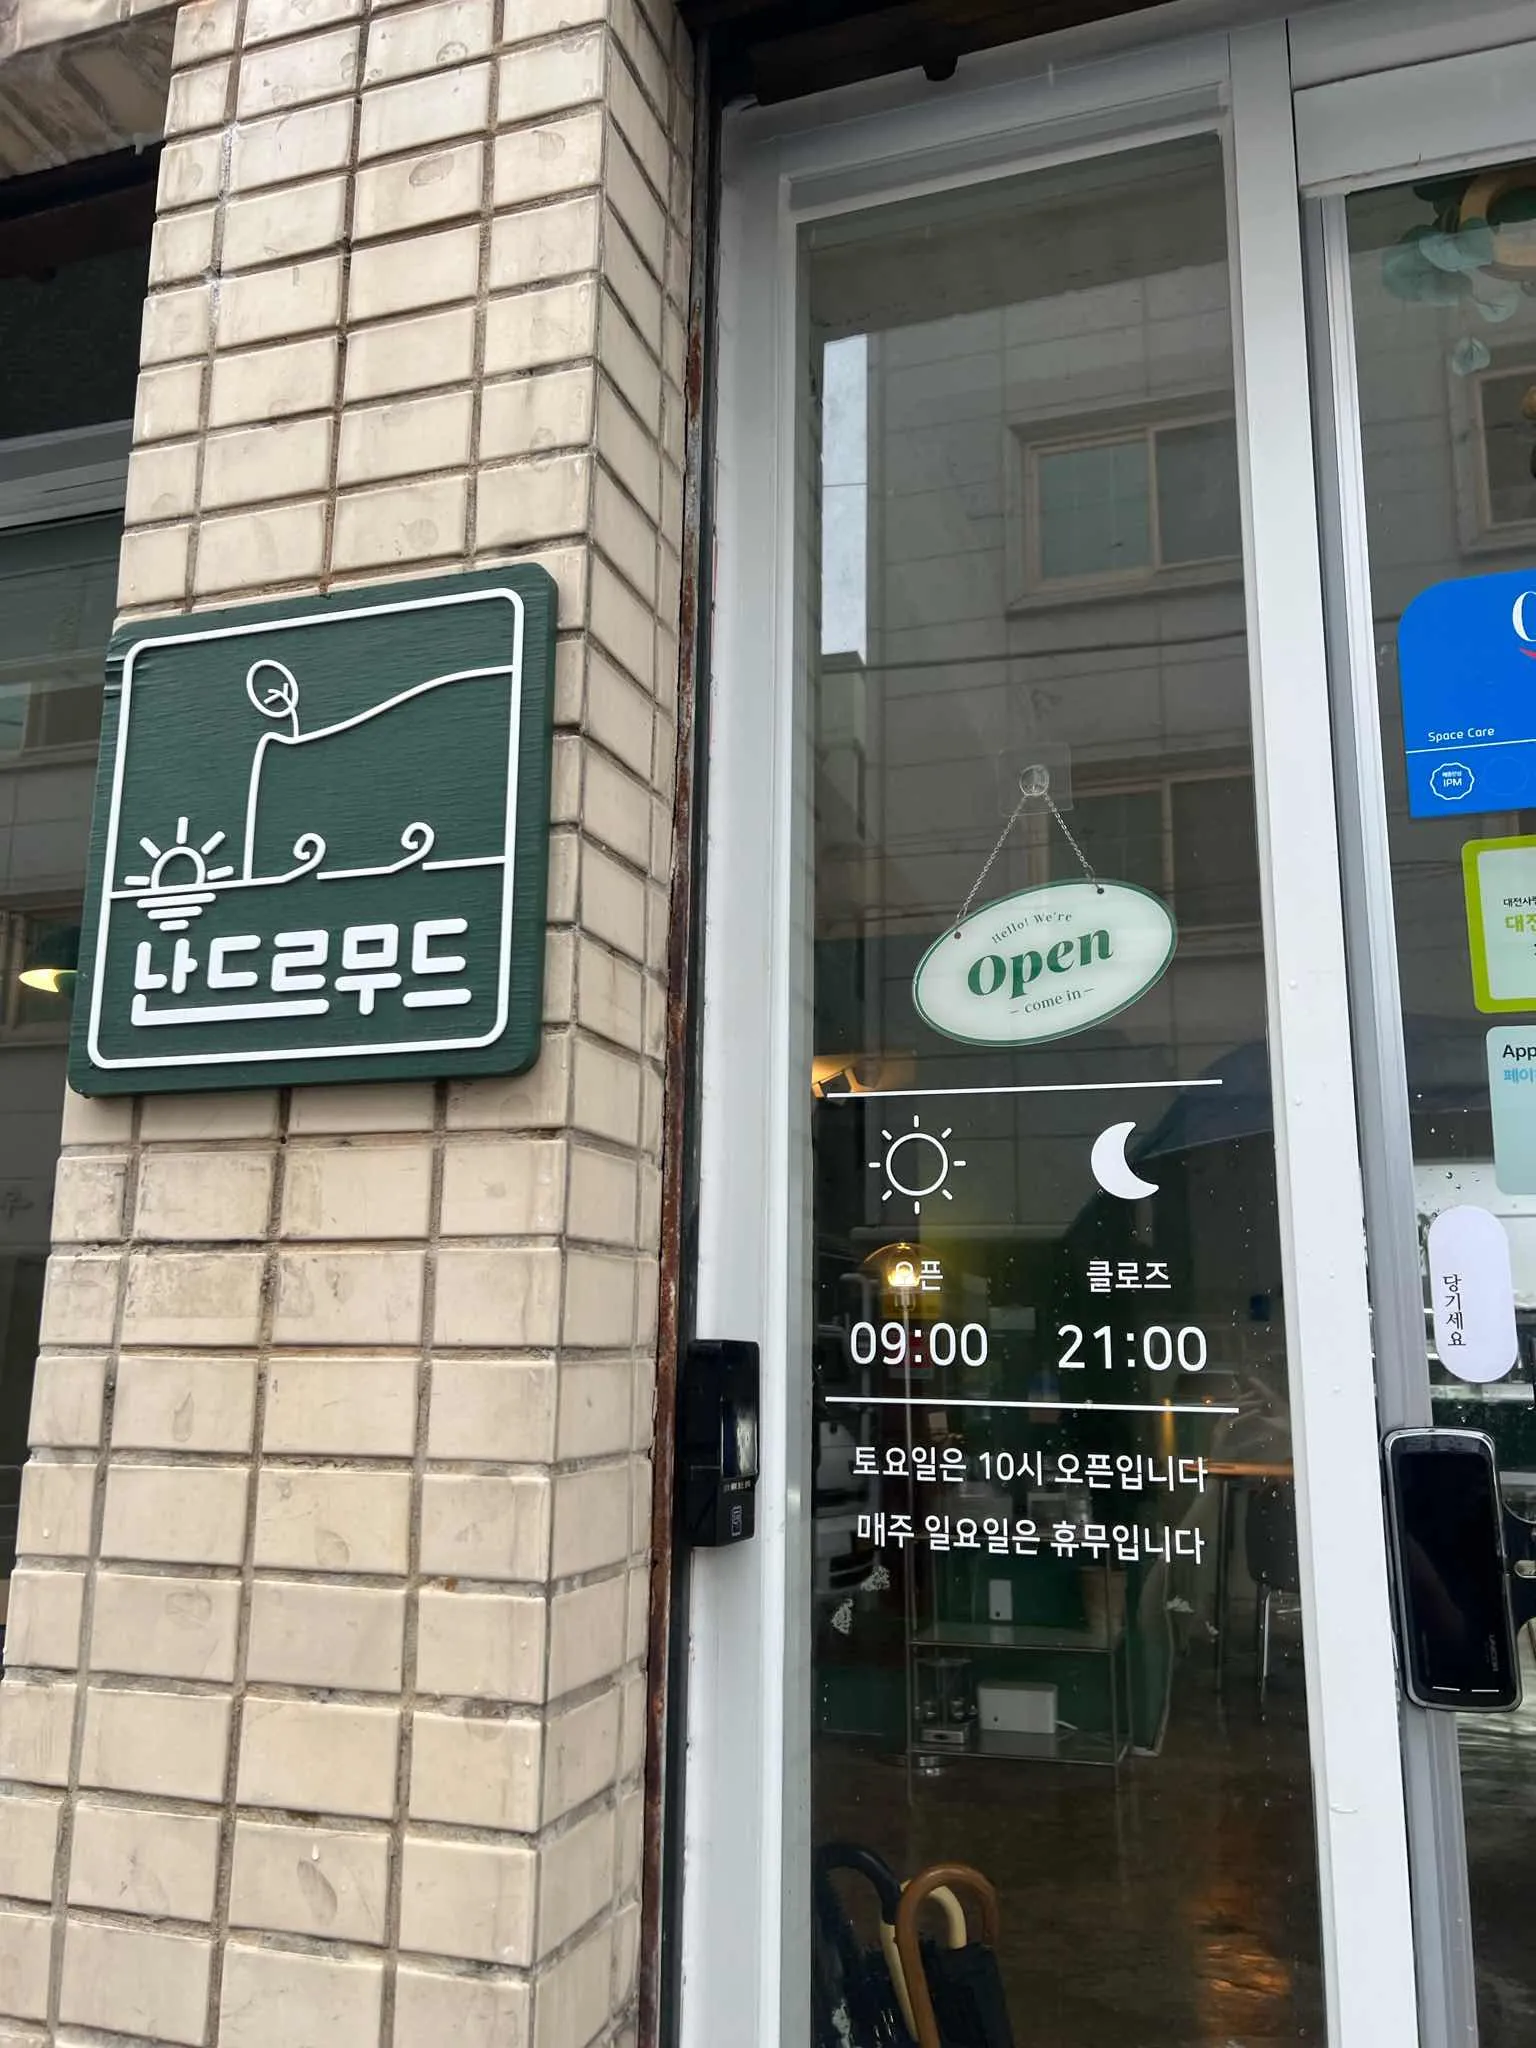 난드르무드
Hello! We're
Open
– come in –
오픈
클로즈
09:00
21:00
토요일은 10시 오픈입니다
매주 일요일은 휴무입니다
Space Care
IPM
당기세요